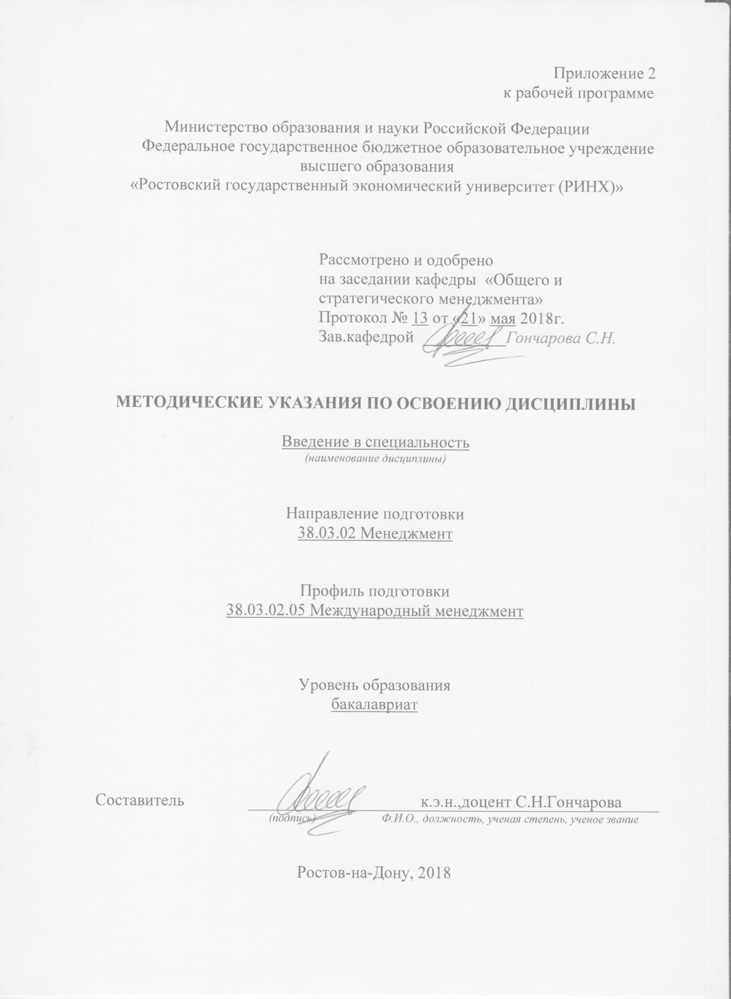 Приложение 2
к рабочей программе
Министерство образования и науки Российской Федерации
Федеральное государственное бюджетное образовательное учреждение
высшего образования
«Ростовский государственный экономический университет (РИНХ)»
Рассмотрено и одобрено
на заседании кафедры «Общего и
стратегического менеджмента»
Протокол № 13 от «21» мая 2018г.
Зав.кафедрой Гончарова С.Н.
МЕТОДИЧЕСКИЕ УКАЗАНИЯ ПО ОСВОЕНИЮ ДИСЦИПЛИНЫ
Введение в специальность
(наименование дисциплины)
Направление подготовки
38.03.02 Менеджмент
Профиль подготовки
38.03.02.05 Международный менеджмент
Уровень образования
бакалавриат
Составитель к.э.н.,доцент С.Н.Гончарова
(подпись) Ф.И.О., должность, ученая степень, ученое звание
Ростов-на-Дону, 2018